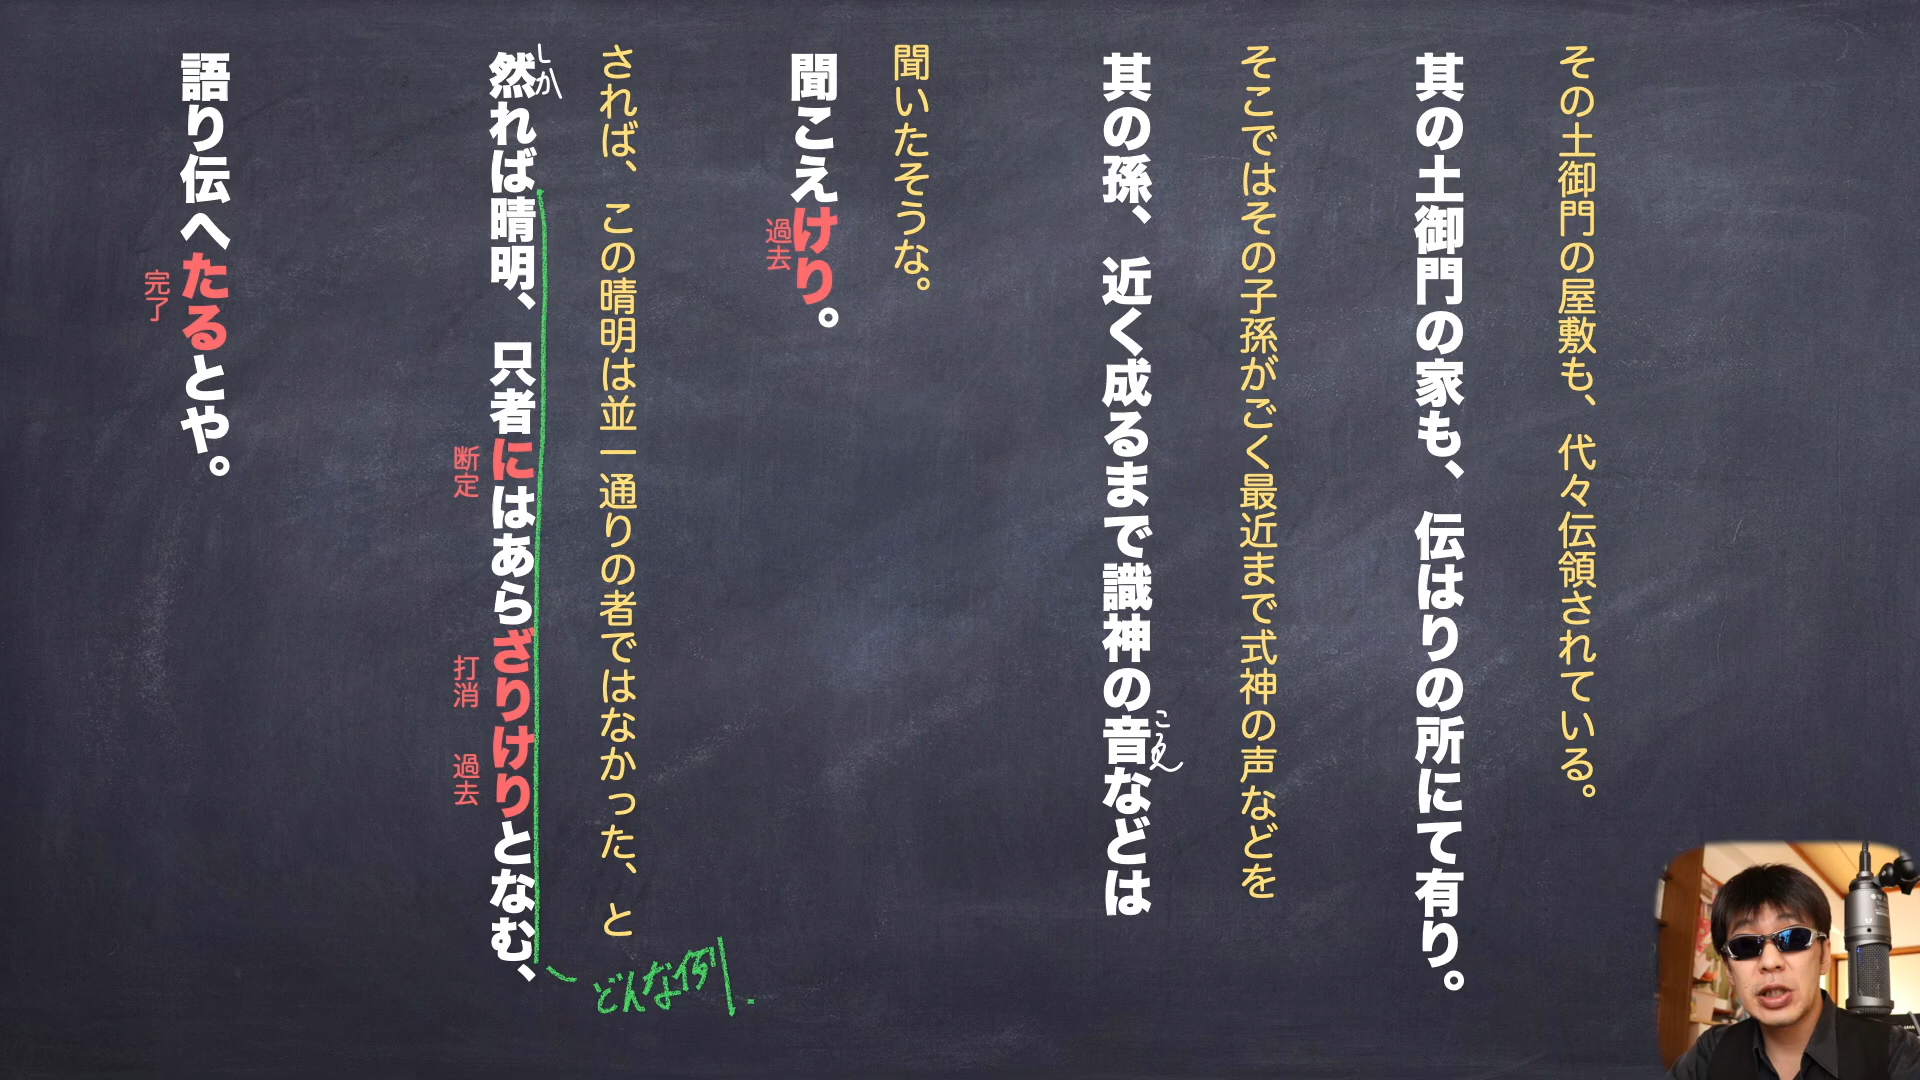 その土御門の屋敷も、代々伝領されている。
其の土御門の家も、伝はりの所にて有り。
そこではその子孫がごく最近まで式神の声などを
こゑ
其の孫、近く成るまで識神の音などは
聞いたそうな。
聞こえけり。
過去
されば、この晴明は並一通りの者ではなかった、と
しか
然れば晴明、只者にはあらざりけりとなむ、
どんな例
断定
打消
過去
語り伝へたるとや。
完了